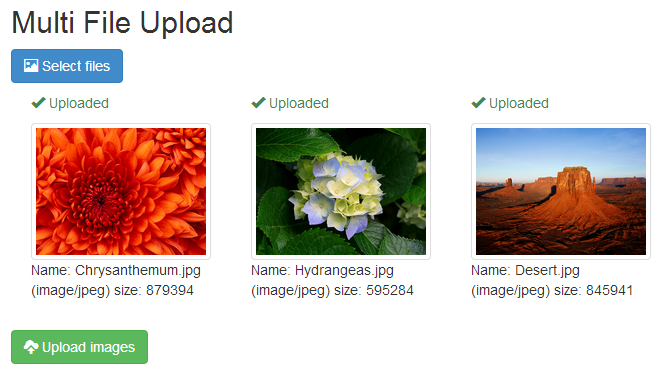 Multi File Upload
Select files
Uploaded
Uploaded
Uploaded
Name: Chrysanthemum.jpg
(image/jpeg) size: 879394
Name: Hydrangeas.jpg
(image/jpeg) size: 595284
Name: Desert.jpg
(image/jpeg) size: 845941
Upload images